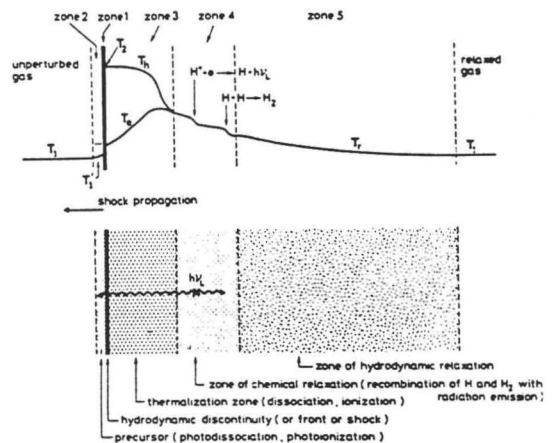 zone 2 zone 1 zone 3 zone 4 zone 5
unperturbed gas
relaxed gas
T2
Th
H⁺+e → H+hνL
H+H → H2
Te
T1
T1'
Tr
shock propagation
hνL
zone of hydrodynamic relaxation
zone of chemical relaxation (recombination of H and H2 with radiation emission)
thermalization zone (dissociation, ionization)
hydrodynamic discontinuity (or front or shock)
precursor (photodissociation, photoionization)